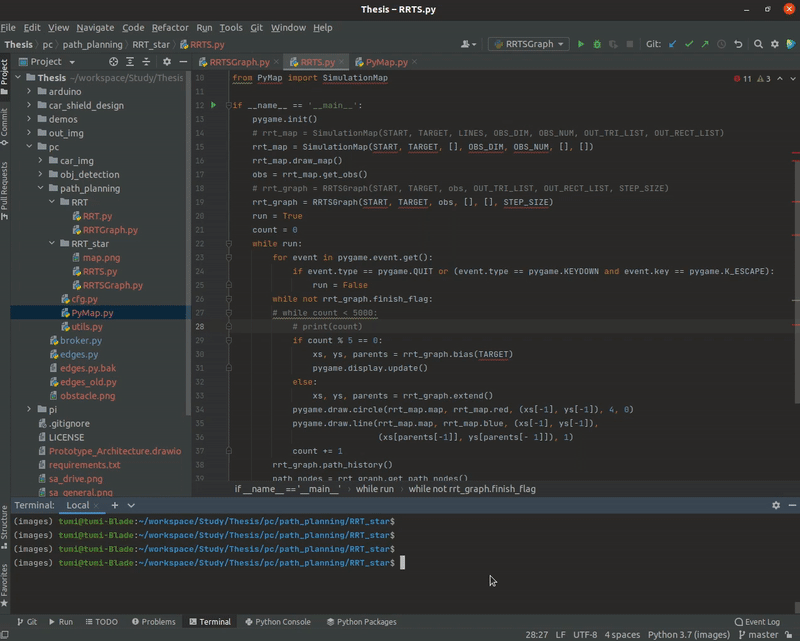 Thesis – RRTS.py
File Edit View Navigate Code Refactor Run Tools Git Window Help
Thesis pc path_planning RRT_star RRTS.py RRTSGraph Git:
Project RRTSGraph.py RRTS.py PyMap.py
Thesis ~/workspace/Study/Thesis
arduino
car_shield_design
demos
out_img
pc
car_img
obj_detection
path_planning
RRT
RRT.py
RRTGraph.py
RRT_star
map.png
RRTS.py
RRTSGraph.py
cfg.py
PyMap.py
utils.py
broker.py
edges.py
edges.py.bak
edges_old.py
obstacle.png
pi
.gitignore
LICENSE
Prototype_Architecture.drawio
requirements.txt
sa_drive.png
sa_general.png
Project
Commit
Pull Requests
Structure
Favorites
11 3
10 from PyMap import SimulationMap
11
12 if __name__ == '__main__':
13 pygame.init()
14 # rrt_map = SimulationMap(START, TARGET, LINES, OBS_DIM, OBS_NUM, OUT_TRI_LIST, OUT_RECT_LIST)
15 rrt_map = SimulationMap(START, TARGET, [], OBS_DIM, OBS_NUM, [], [])
16 rrt_map.draw_map()
17 obs = rrt_map.get_obs()
18 # rrt_graph = RRTSGraph(START, TARGET, obs, OUT_TRI_LIST, OUT_RECT_LIST, STEP_SIZE)
19 rrt_graph = RRTSGraph(START, TARGET, obs, [], [], STEP_SIZE)
20 run = True
21 count = 0
22 while run:
23 for event in pygame.event.get():
24 if event.type == pygame.QUIT or (event.type == pygame.KEYDOWN and event.key == pygame.K_ESCAPE):
25 run = False
26 while not rrt_graph.finish_flag:
27 # while count < 5000:
28 # print(count)
29 if count % 5 == 0:
30 xs, ys, parents = rrt_graph.bias(TARGET)
31 pygame.display.update()
32 else:
33 xs, ys, parents = rrt_graph.extend()
34 pygame.draw.circle(rrt_map.map, rrt_map.red, (xs[-1], ys[-1]), 4, 0)
35 pygame.draw.line(rrt_map.map, rrt_map.blue, (xs[-1], ys[-1]),
36 (xs[parents[-1]], ys[parents[- 1]]), 1)
37 count += 1
38 rrt_graph.path_history()
39 path_nodes = rrt_graph.get_path_nodes()
if __name__ == '__main__' › while run › while not rrt_graph.finish_flag
Terminal: Local
(images) tumi@tumi-Blade:~/workspace/Study/Thesis/pc/path_planning/RRT_star$
(images) tumi@tumi-Blade:~/workspace/Study/Thesis/pc/path_planning/RRT_star$
(images) tumi@tumi-Blade:~/workspace/Study/Thesis/pc/path_planning/RRT_star$
(images) tumi@tumi-Blade:~/workspace/Study/Thesis/pc/path_planning/RRT_star$
Git Run TODO Problems Terminal Python Console Python Packages Event Log
28:27 LF UTF-8 4 spaces Python 3.7 (images) master